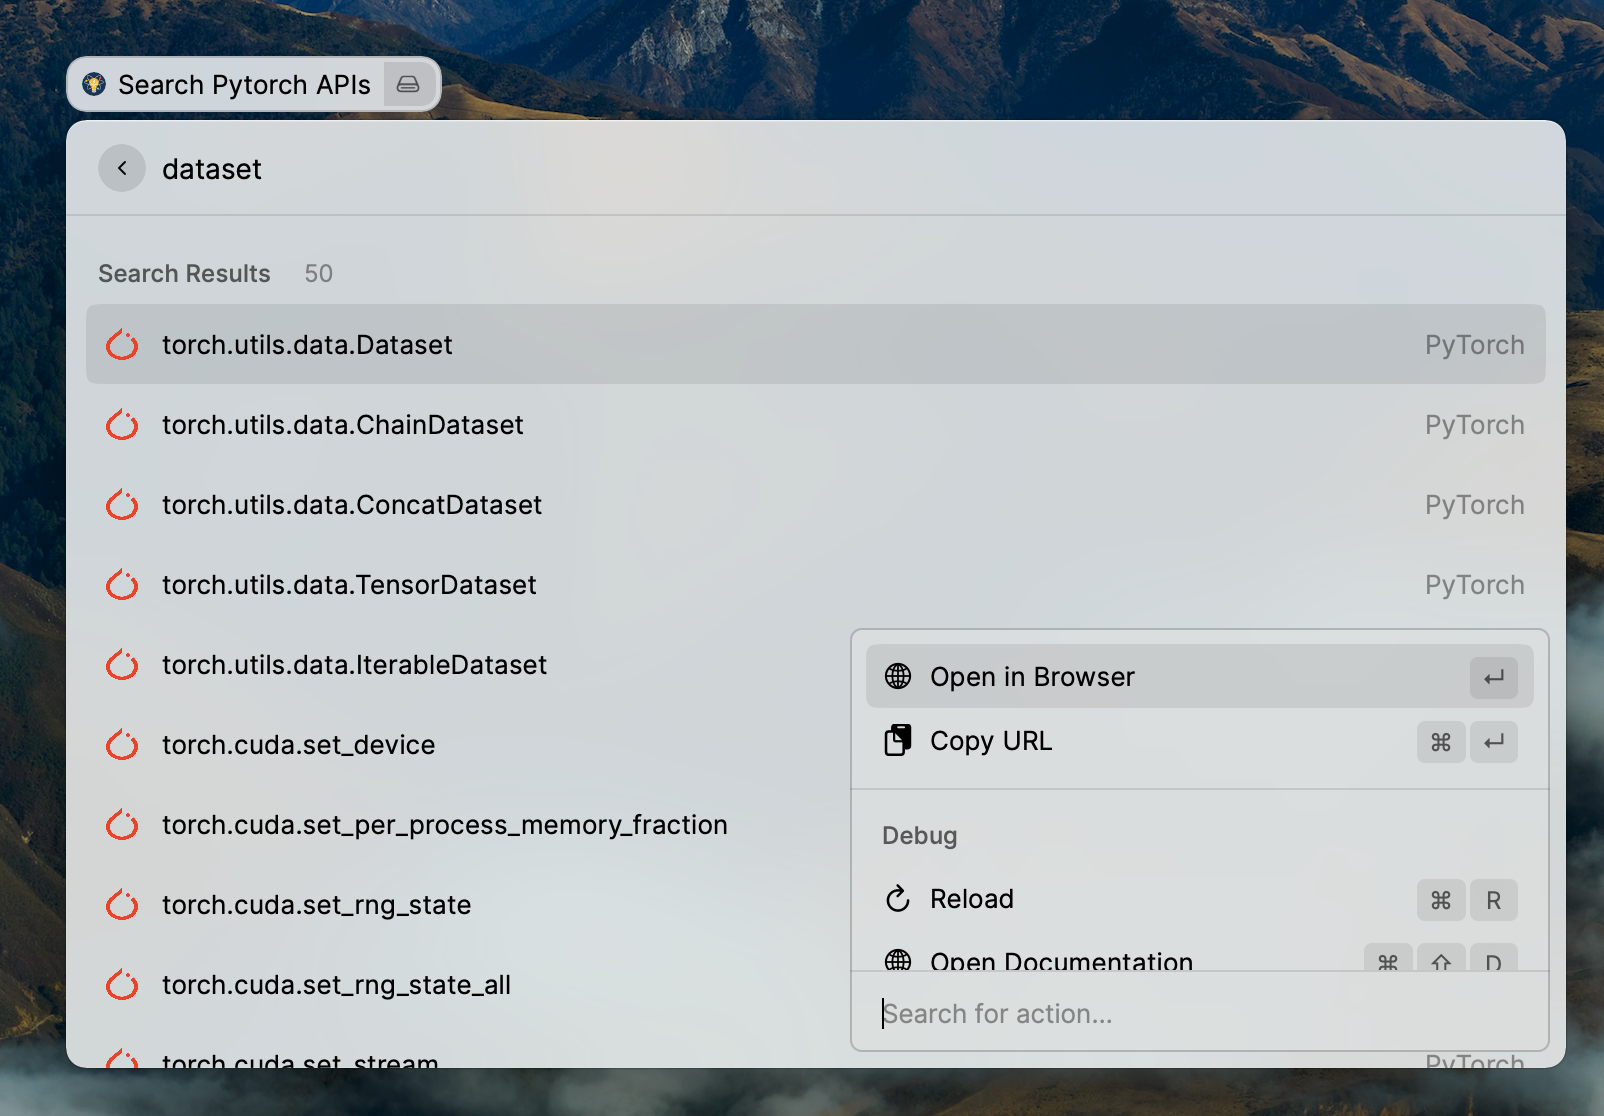 Search Pytorch APIs
dataset
Search Results 50
torch.utils.data.Dataset PyTorch
torch.utils.data.ChainDataset PyTorch
torch.utils.data.ConcatDataset PyTorch
torch.utils.data.TensorDataset PyTorch
torch.utils.data.IterableDataset
torch.cuda.set_device
torch.cuda.set_per_process_memory_fraction
torch.cuda.set_rng_state
torch.cuda.set_rng_state_all
torch.cuda.set_stream PyTorch
Open in Browser ↵
Copy URL ⌘ ↵
Debug
Reload ⌘ R
Open Documentation ⌘ ⇧ D
Search for action...